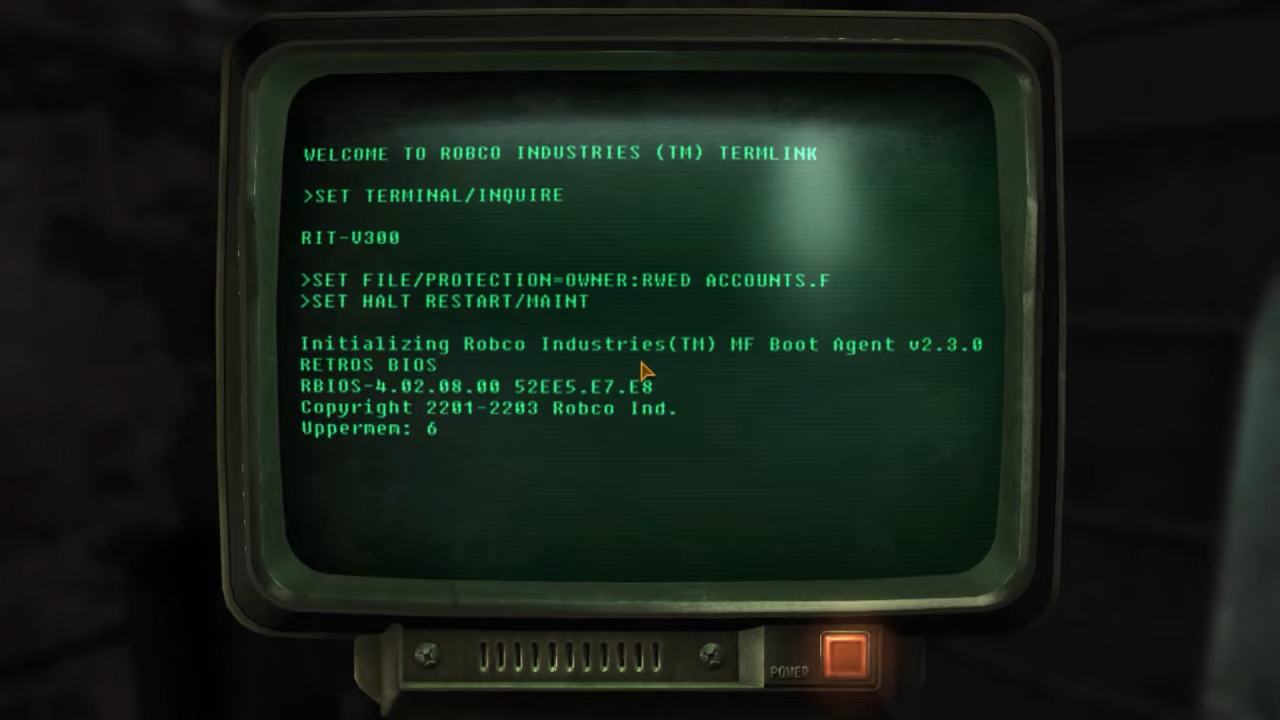 WELCOME TO ROBCO INDUSTRIES (TM) TERMLINK
>SET TERMINAL/INQUIRE
RIT-V300
>SET FILE/PROTECTION=OWNER:RWED ACCOUNTS.F
>SET HALT RESTART/MAINT
Initializing Robco Industries(TM) MF Boot Agent v2.3.0
RETROS BIOS
RBIOS-4.02.08.00 52EE5.E7.E8
Copyright 2201-2203 Robco Ind.
Uppermem: 6
POWER